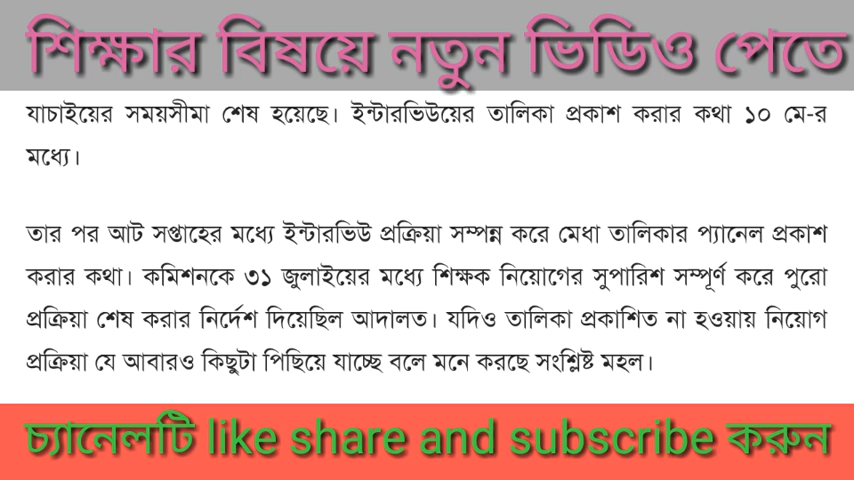 শিক্ষার বিষয়ে নতুন ভিডিও পেতে
যাচাইয়ের সময়সীমা শেষ হয়েছে। ইন্টারভিউয়ের তালিকা প্রকাশ করার কথা ১০ মে-র
মধ্যে।
তার পর আট সপ্তাহের মধ্যে ইন্টারভিউ প্রক্রিয়া সম্পন্ন করে মেধা তালিকার প্যানেল প্রকাশ
করার কথা। কমিশনকে ৩১ জুলাইয়ের মধ্যে শিক্ষক নিয়োগের সুপারিশ সম্পূর্ণ করে পুরো
প্রক্রিয়া শেষ করার নির্দেশ দিয়েছিল আদালত। যদিও তালিকা প্রকাশিত না হওয়ায় নিয়োগ
প্রক্রিয়া যে আবারও কিছুটা পিছিয়ে যাচ্ছে বলে মনে করছে সংশ্লিষ্ট মহল।
চ্যানেলটি like share and subscribe করুন